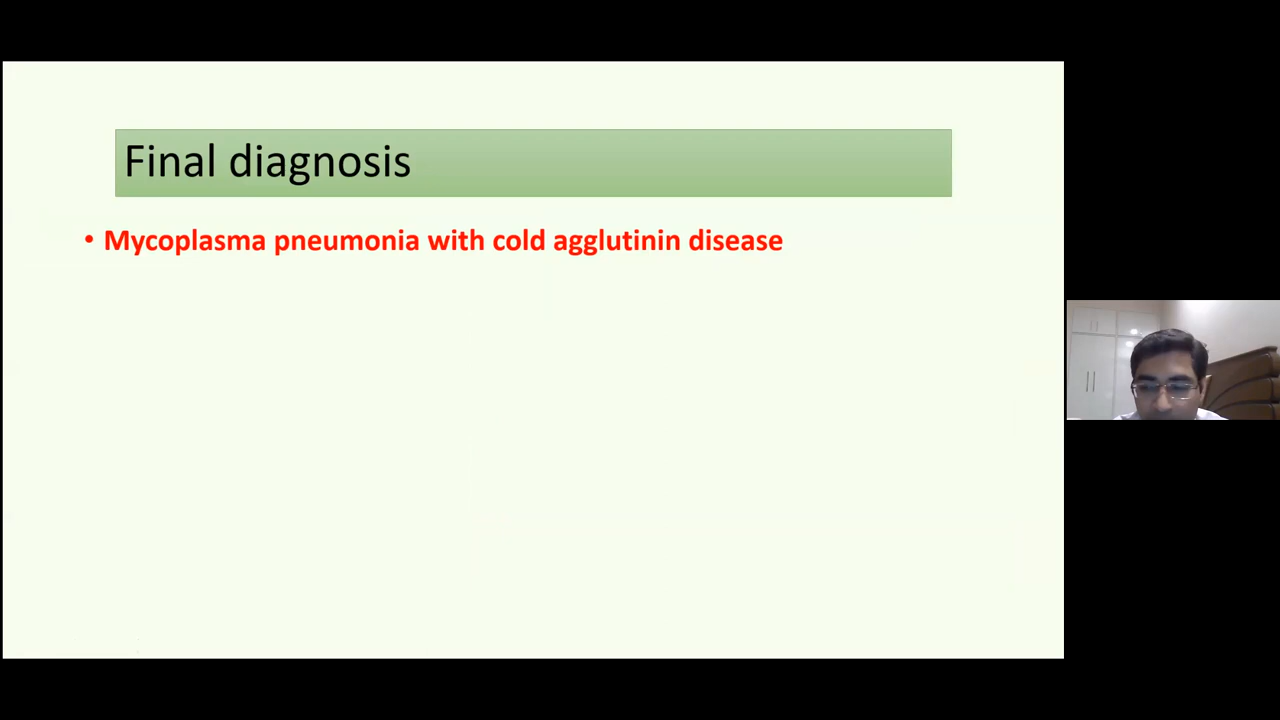 Final diagnosis
• Mycoplasma pneumonia with cold agglutinin disease